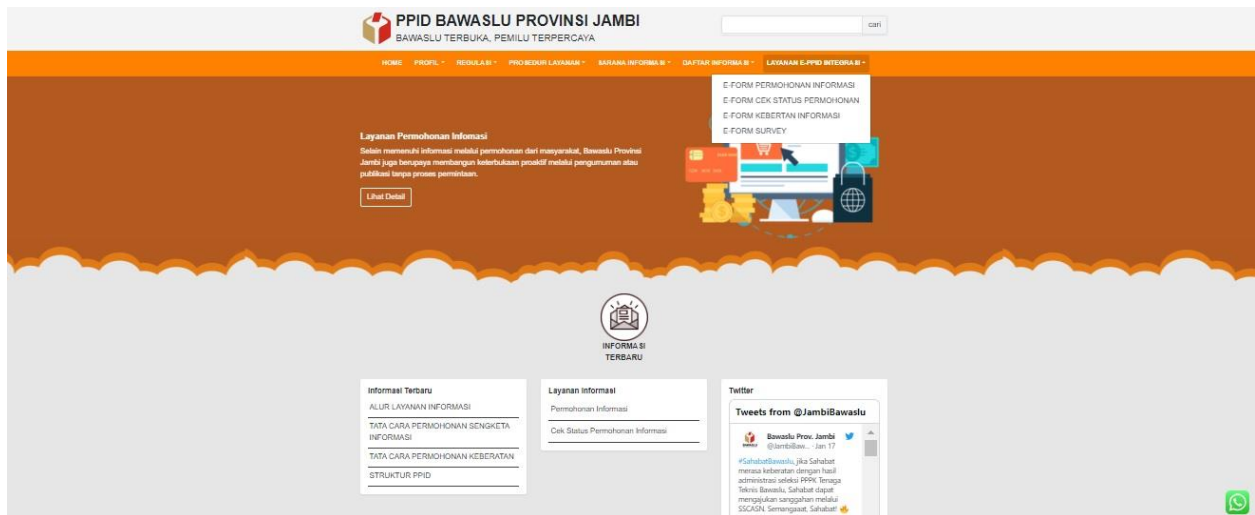 PPID BAWASLU PROVINSI JAMBI
BAWASLU TERBUKA, PEMILU TERPERCAYA
cari
HOME PROFIL REGULASI PROSEDUR LAYANAN SARANA INFORMASI DAFTAR INFORMASI LAYANAN E-PPID INTEGRASI
E-FORM PERMOHONAN INFORMASI
E-FORM CEK STATUS PERMOHONAN
E-FORM KEBERTAN INFORMASI
E-FORM SURVEY
Layanan Permohonan Infomasi
Selain memenuhi informasi melalui permohonan dari masyarakat, Bawaslu Provinsi
Jambi juga berupaya membangun keterbukaan proaktif melalui pengumuman atau
publikasi tanpa proses permintaan.
Lihat Detail
INFORMASI
TERBARU
Informasi Terbaru
ALUR LAYANAN INFORMASI
TATA CARA PERMOHONAN SENGKETA
INFORMASI
TATA CARA PERMOHONAN KEBERATAN
STRUKTUR PPID
Layanan Informasi
Permohonan Informasi
Cek Status Permohonan Informasi
Twitter
Tweets from @JambiBawaslu
Bawaslu Prov. Jambi
@JambiBaw... · Jan 17
#SahabatBawaslu, jika Sahabat
merasa keberatan dengan hasil
administrasi seleksi PPPK Tenaga
Teknis Bawaslu, Sahabat dapat
mengajukan sanggahan melalui
SSCASN. Semangaaat, Sahabat! 🔥